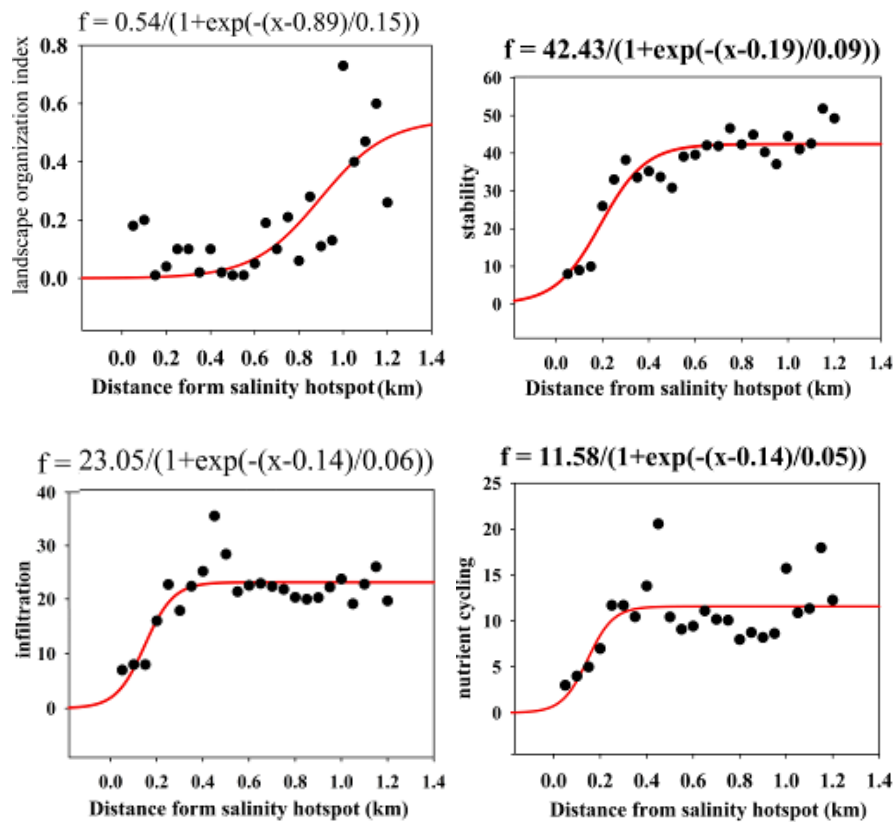 f = 0.54/(1+exp(-(x-0.89)/0.15))
landscape organization index
0.8
0.6
0.4
0.2
0.0
0.0 0.2 0.4 0.6 0.8 1.0 1.2 1.4
Distance form salinity hotspot (km)
f = 42.43/(1+exp(-(x-0.19)/0.09))
stability
60
50
40
30
20
10
0
0.0 0.2 0.4 0.6 0.8 1.0 1.2 1.4
Distance from salinity hotspot (km)
f = 23.05/(1+exp(-(x-0.14)/0.06))
infiltration
40
30
20
10
0
0.0 0.2 0.4 0.6 0.8 1.0 1.2 1.4
Distance form salinity hotspot (km)
f = 11.58/(1+exp(-(x-0.14)/0.05))
nutrient cycling
25
20
15
10
5
0
0.0 0.2 0.4 0.6 0.8 1.0 1.2 1.4
Distance from salinity hotspot (km)